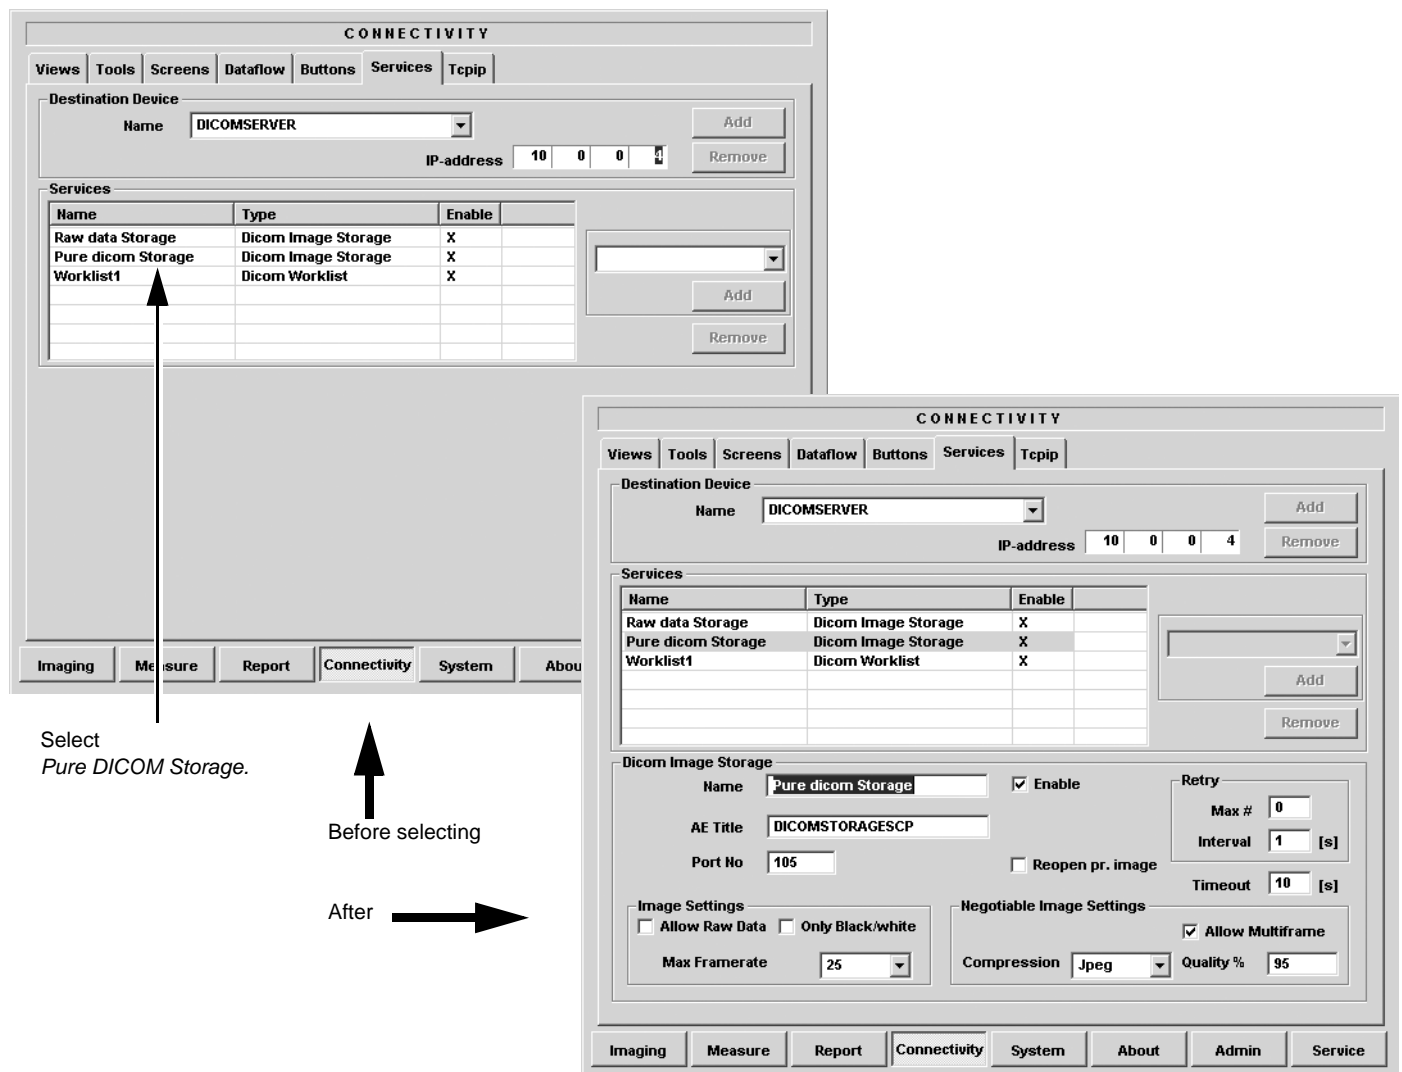 CONNECTIVITY
Views Tools Screens Dataflow Buttons Services Tcpip
Destination Device
Name DICOMSERVER Add
IP-address 10 0 0 4 Remove
Services
Name Type Enable
Raw data Storage Dicom Image Storage X
Pure dicom Storage Dicom Image Storage X
Worklist1 Dicom Worklist X
Add
Remove
Imaging Measure Report Connectivity System Abou
Select
Pure DICOM Storage.
Before selecting
After
CONNECTIVITY
Views Tools Screens Dataflow Buttons Services Tcpip
Destination Device
Name DICOMSERVER Add
IP-address 10 0 0 4 Remove
Services
Name Type Enable
Raw data Storage Dicom Image Storage X
Pure dicom Storage Dicom Image Storage X
Worklist1 Dicom Worklist X
Add
Remove
Dicom Image Storage
Name Pure dicom Storage Enable
Retry
Max # 0
AE Title DICOMSTORAGESCP
Interval 1 [s]
Port No 105 Reopen pr. image
Timeout 10 [s]
Image Settings
Allow Raw Data Only Black/white
Max Framerate 25
Negotiable Image Settings
Allow Multiframe
Compression Jpeg Quality % 95
Imaging Measure Report Connectivity System About Admin Service